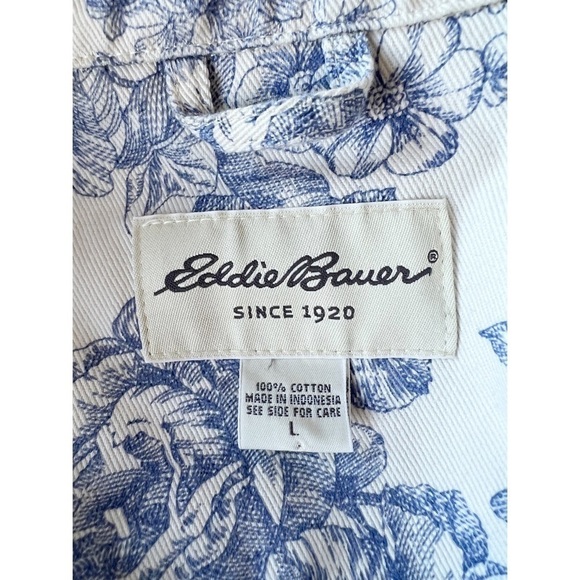 Eddie Bauer®
SINCE 1920
100% COTTON
MADE IN INDONESIA
SEE SIDE FOR CARE
L